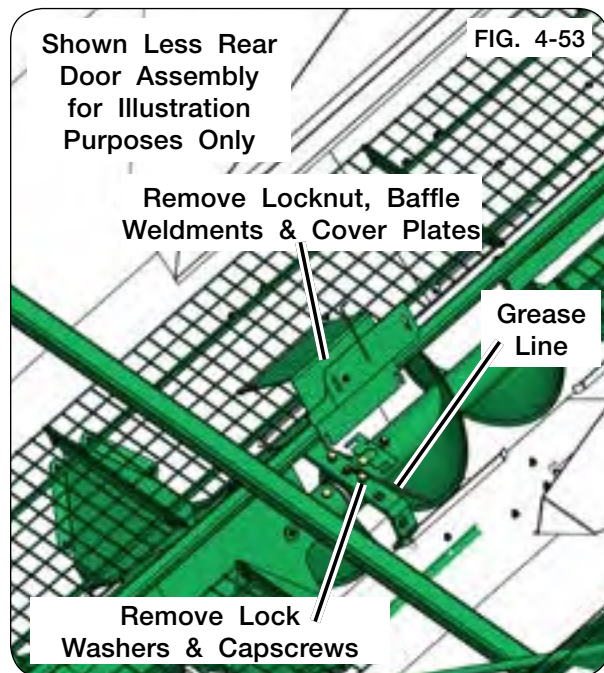 Shown Less Rear
Door Assembly
for Illustration
Purposes Only
FIG. 4-53
Remove Locknut, Baffle
Weldments & Cover Plates
Grease
Line
Remove Lock
Washers & Capscrews